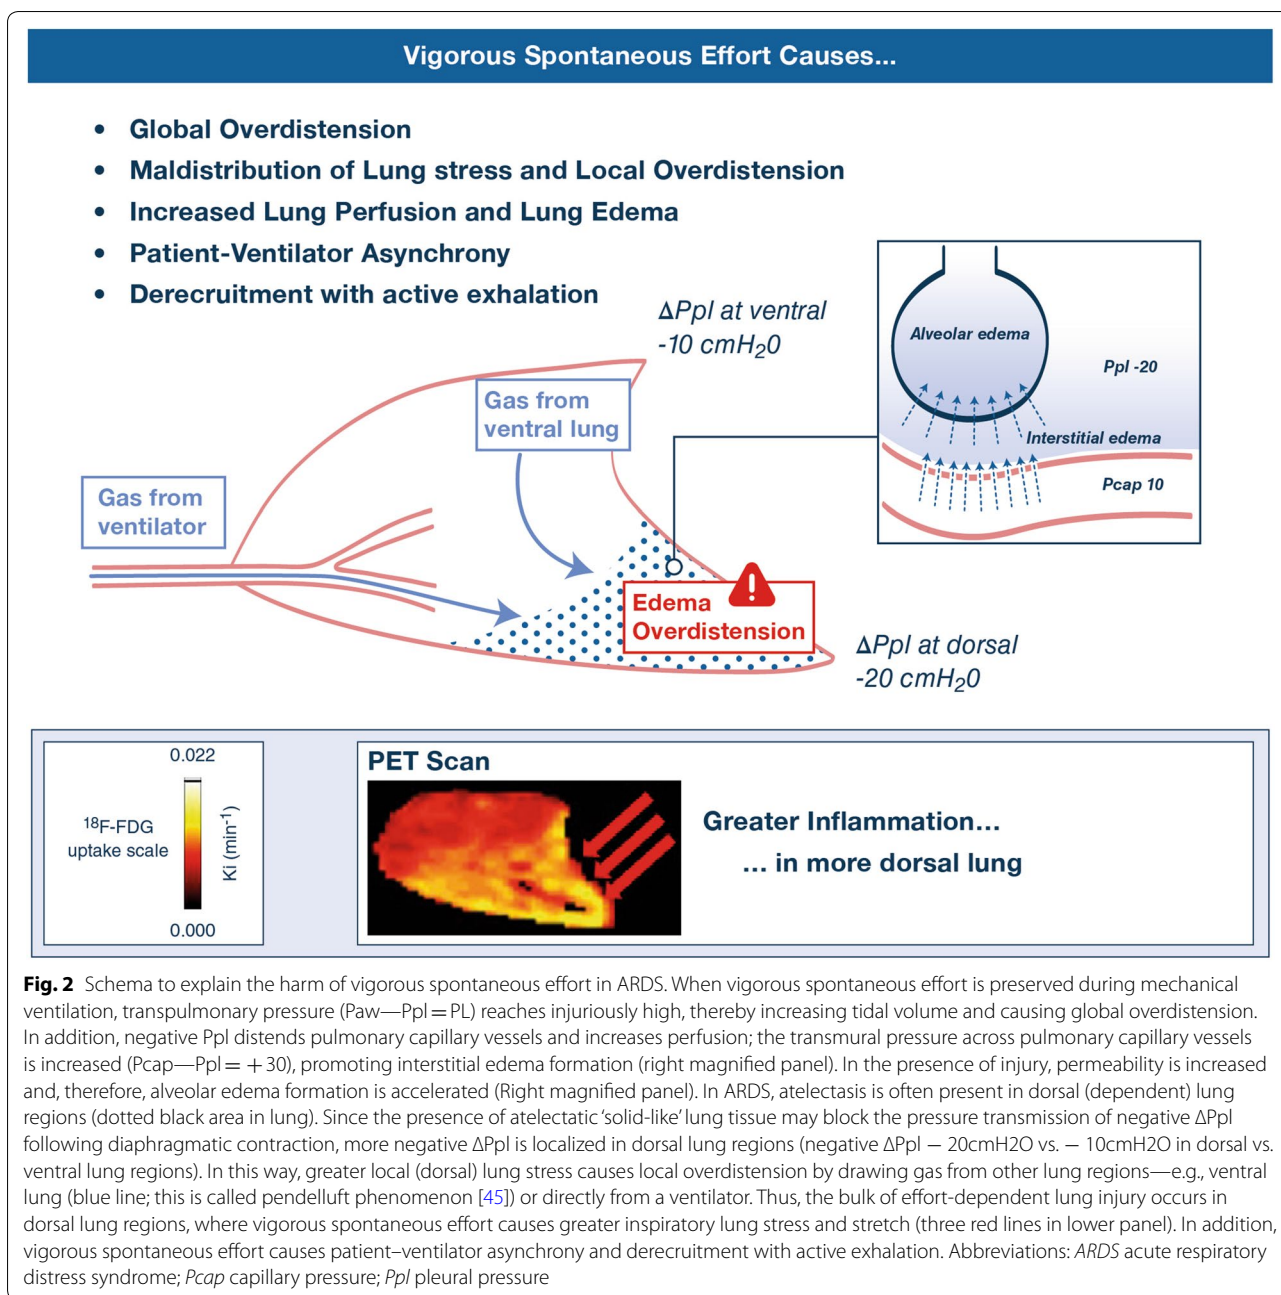 Vigorous Spontaneous Effort Causes...
• Global Overdistension
• Maldistribution of Lung stress and Local Overdistension
• Increased Lung Perfusion and Lung Edema
• Patient-Ventilator Asynchrony
• Derecruitment with active exhalation
ΔPpl at ventral
-10 cmH₂0
Gas from
ventral lung
Gas from
ventilator
Alveolar edema
Ppl -20
Interstitial edema
Pcap 10
Edema
Overdistension
ΔPpl at dorsal
-20 cmH₂0
0.022
¹⁸F-FDG
uptake scale
Ki (min⁻¹)
0.000
PET Scan
Greater Inflammation...
... in more dorsal lung
Fig. 2 Schema to explain the harm of vigorous spontaneous effort in ARDS. When vigorous spontaneous effort is preserved during mechanical
ventilation, transpulmonary pressure (Paw—Ppl = PL) reaches injuriously high, thereby increasing tidal volume and causing global overdistension.
In addition, negative Ppl distends pulmonary capillary vessels and increases perfusion; the transmural pressure across pulmonary capillary vessels
is increased (Pcap—Ppl = + 30), promoting interstitial edema formation (right magnified panel). In the presence of injury, permeability is increased
and, therefore, alveolar edema formation is accelerated (Right magnified panel). In ARDS, atelectasis is often present in dorsal (dependent) lung
regions (dotted black area in lung). Since the presence of atelectatic ‘solid-like’ lung tissue may block the pressure transmission of negative ΔPpl
following diaphragmatic contraction, more negative ΔPpl is localized in dorsal lung regions (negative ΔPpl − 20cmH2O vs. − 10cmH2O in dorsal vs.
ventral lung regions). In this way, greater local (dorsal) lung stress causes local overdistension by drawing gas from other lung regions—e.g., ventral
lung (blue line; this is called pendelluft phenomenon [45]) or directly from a ventilator. Thus, the bulk of effort-dependent lung injury occurs in
dorsal lung regions, where vigorous spontaneous effort causes greater inspiratory lung stress and stretch (three red lines in lower panel). In addition,
vigorous spontaneous effort causes patient–ventilator asynchrony and derecruitment with active exhalation. Abbreviations: ARDS acute respiratory
distress syndrome; Pcap capillary pressure; Ppl pleural pressure